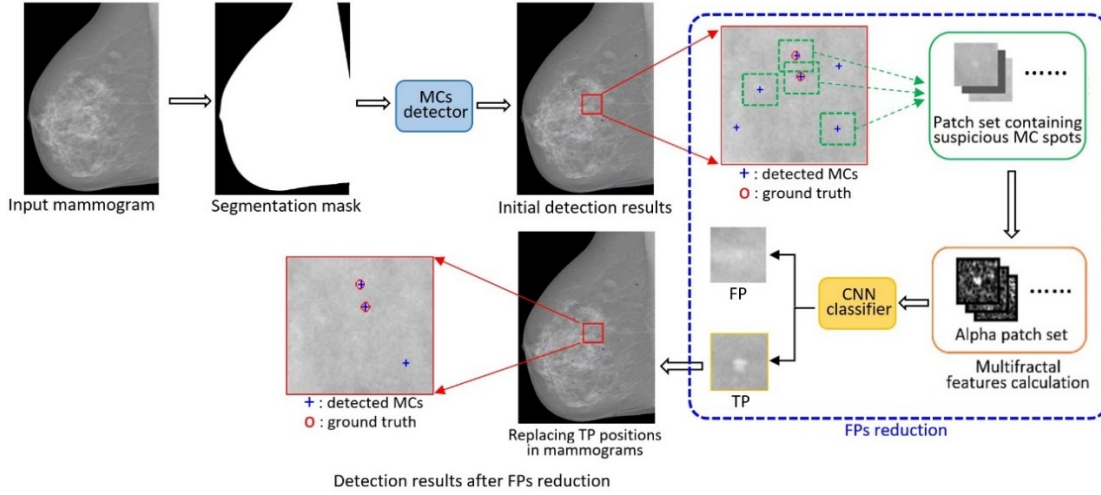 Input mammogram
Segmentation mask
MCs
detector
Initial detection results
+ : detected MCs
O : ground truth
......
Patch set containing
suspicious MC spots
......
Alpha patch set
Multifractal
features calculation
CNN
classifier
FP
TP
FPs reduction
Replacing TP positions
in mammograms
+ : detected MCs
O : ground truth
Detection results after FPs reduction